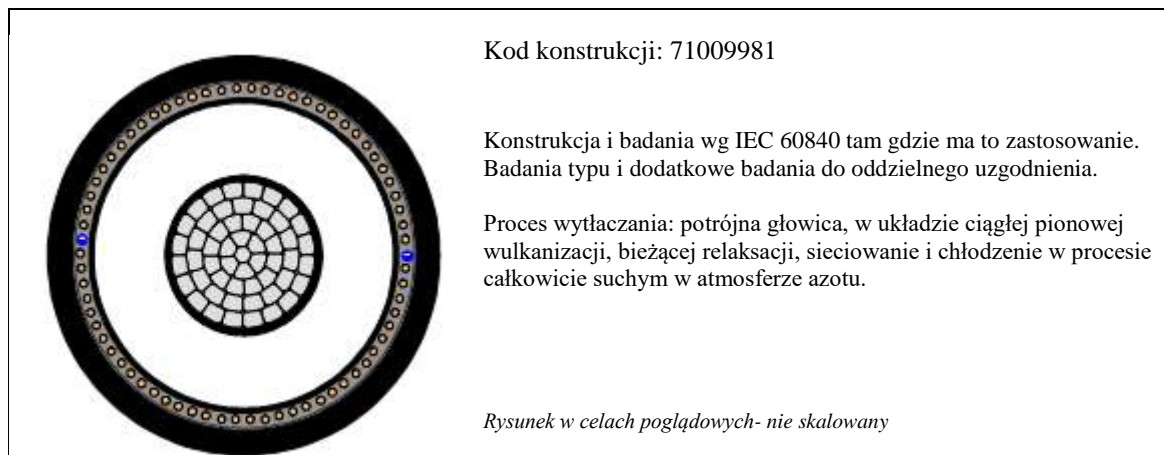 Kod konstrukcji: 71009981
Konstrukcja i badania wg IEC 60840 tam gdzie ma to zastosowanie.
Badania typu i dodatkowe badania do oddzielnego uzgodnienia.
Proces wytłaczania: potrójna głowica, w układzie ciągłej pionowej
wulkanizacji, bieżącej relaksacji, sieciowanie i chłodzenie w procesie
całkowicie suchym w atmosferze azotu.
Rysunek w celach poglądowych- nie skalowany